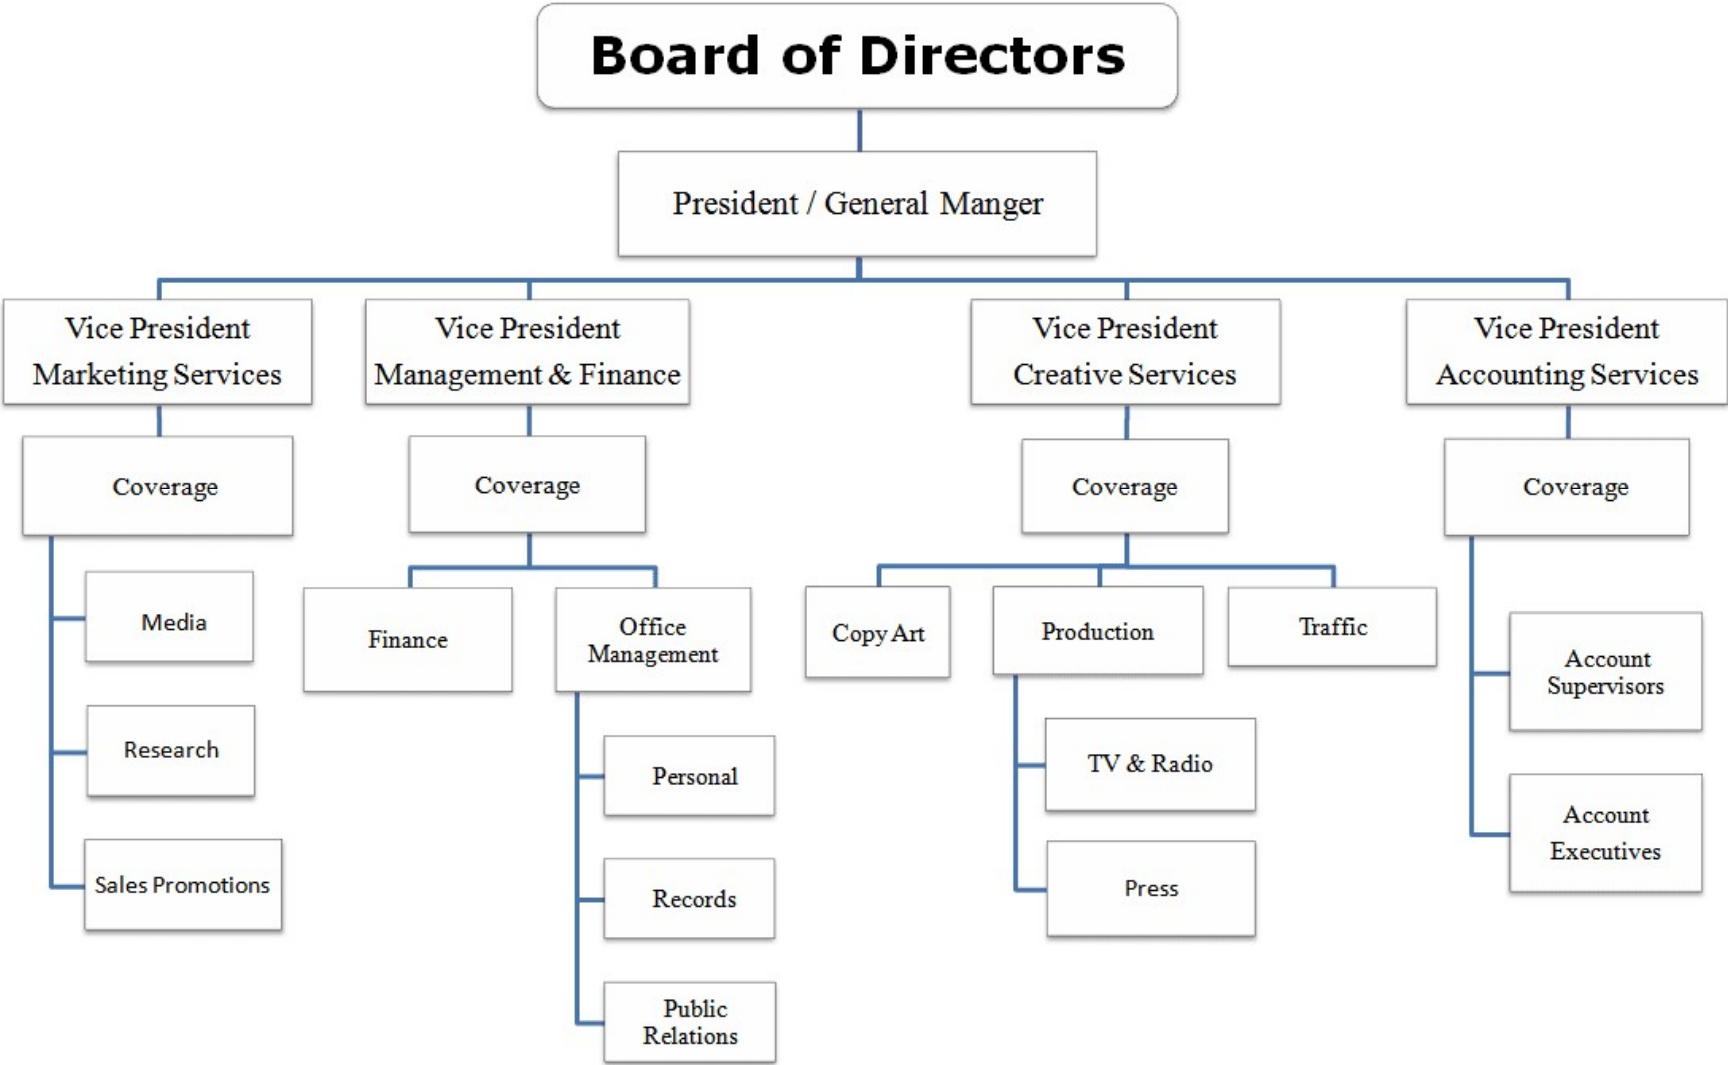 Board of Directors
President / General Manger
Vice President
Marketing Services
Vice President
Management & Finance
Vice President
Creative Services
Vice President
Accounting Services
Coverage
Coverage
Coverage
Coverage
Media
Research
Sales Promotions
Finance
Office
Management
Personal
Records
Public
Relations
Copy Art
Production
Traffic
TV & Radio
Press
Account
Supervisors
Account
Executives